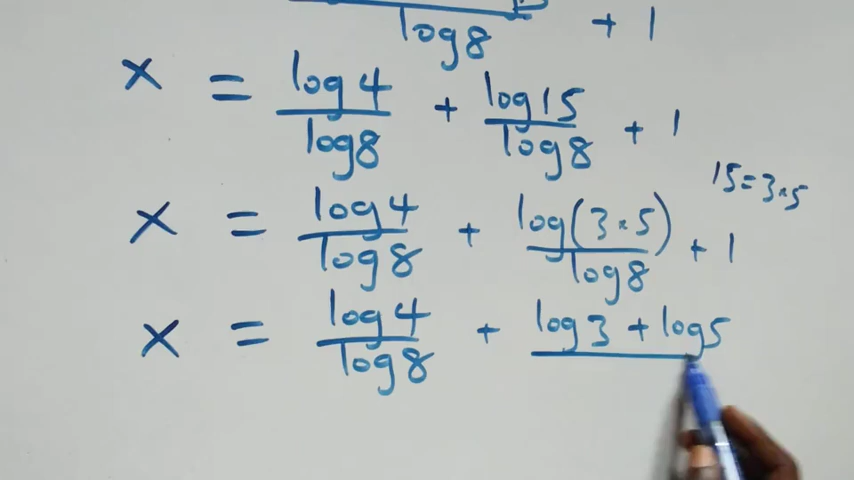 log8 + 1
x = log4/log8 + log15/log8 + 1
15=3×5
x = log4/log8 + log(3×5)/log8 + 1
x = log4/log8 + log3 + log5